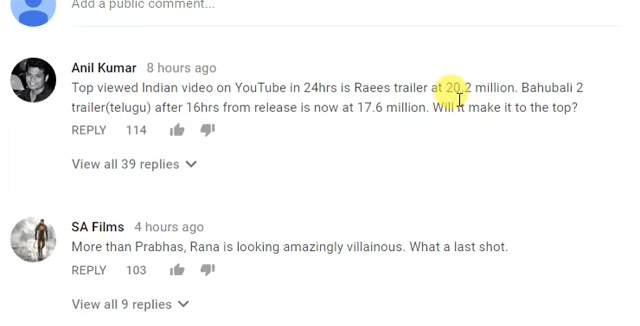 Add a public comment...
Anil Kumar 8 hours ago
Top viewed Indian video on YouTube in 24hrs is Raees trailer at 20.2 million. Bahubali 2
trailer(telugu) after 16hrs from release is now at 17.6 million. Will it make it to the top?
REPLY 114
View all 39 replies
SA Films 4 hours ago
More than Prabhas, Rana is looking amazingly villainous. What a last shot.
REPLY 103
View all 9 replies